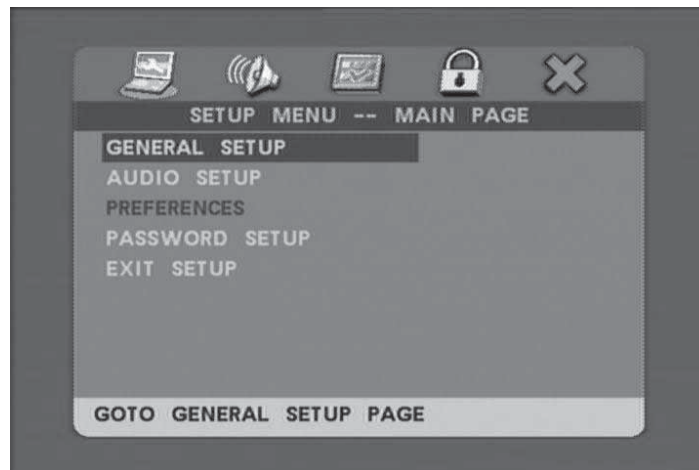 SETUP MENU -- MAIN PAGE
GENERAL SETUP
AUDIO SETUP
PREFERENCES
PASSWORD SETUP
EXIT SETUP
GOTO GENERAL SETUP PAGE